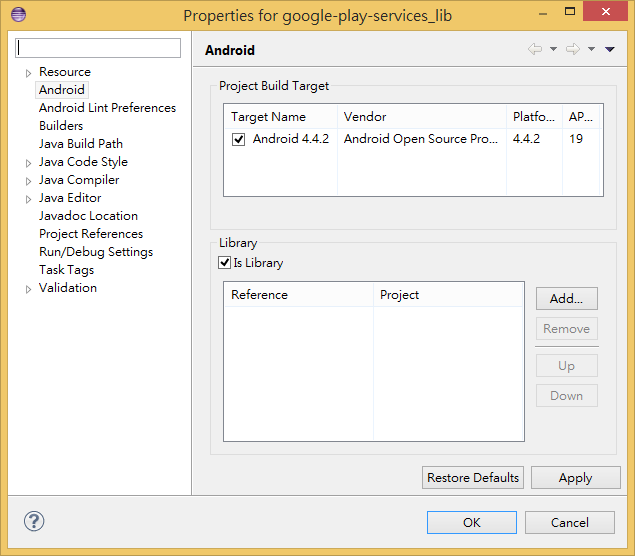 Properties for google-play-services_lib
Resource
Android
Android Lint Preferences
Builders
Java Build Path
Java Code Style
Java Compiler
Java Editor
Javadoc Location
Project References
Run/Debug Settings
Task Tags
Validation
Android
Project Build Target
Target Name Vendor Platfo... AP...
Android 4.4.2 Android Open Source Pro... 4.4.2 19
Library
Is Library
Reference Project
Add...
Remove
Up
Down
Restore Defaults Apply
? OK Cancel